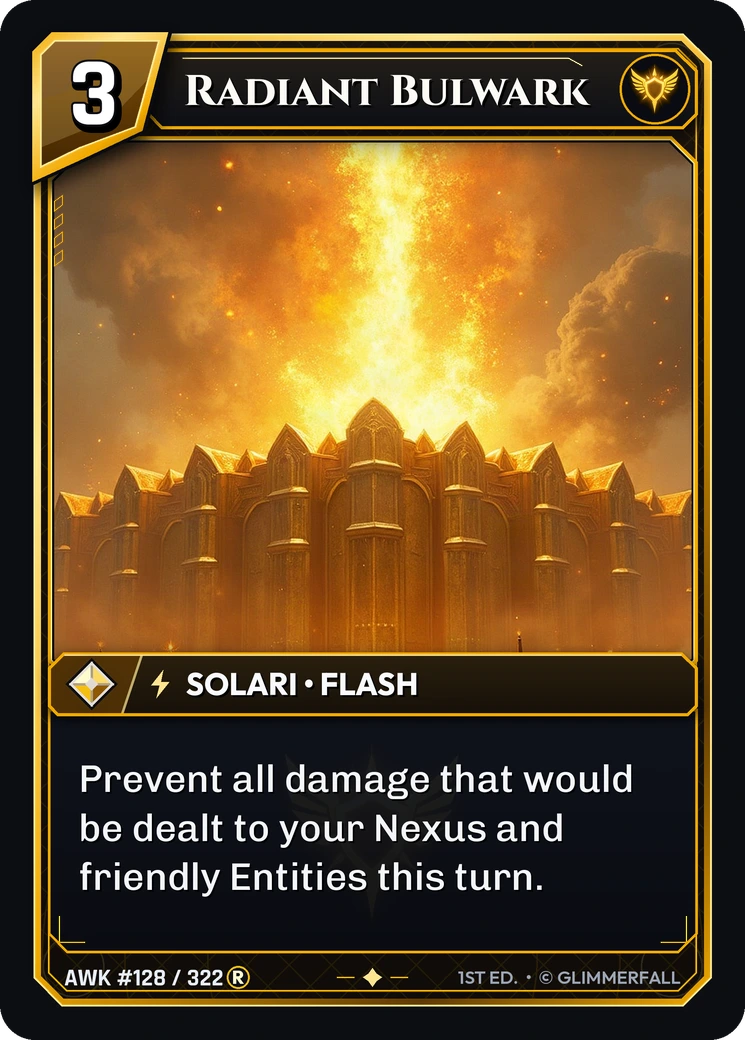 3
RADIANT BULWARK
SOLARI • FLASH
Prevent all damage that would
be dealt to your Nexus and
friendly Entities this turn.
AWK #128 / 322 R
1ST ED. • © GLIMMERFALL